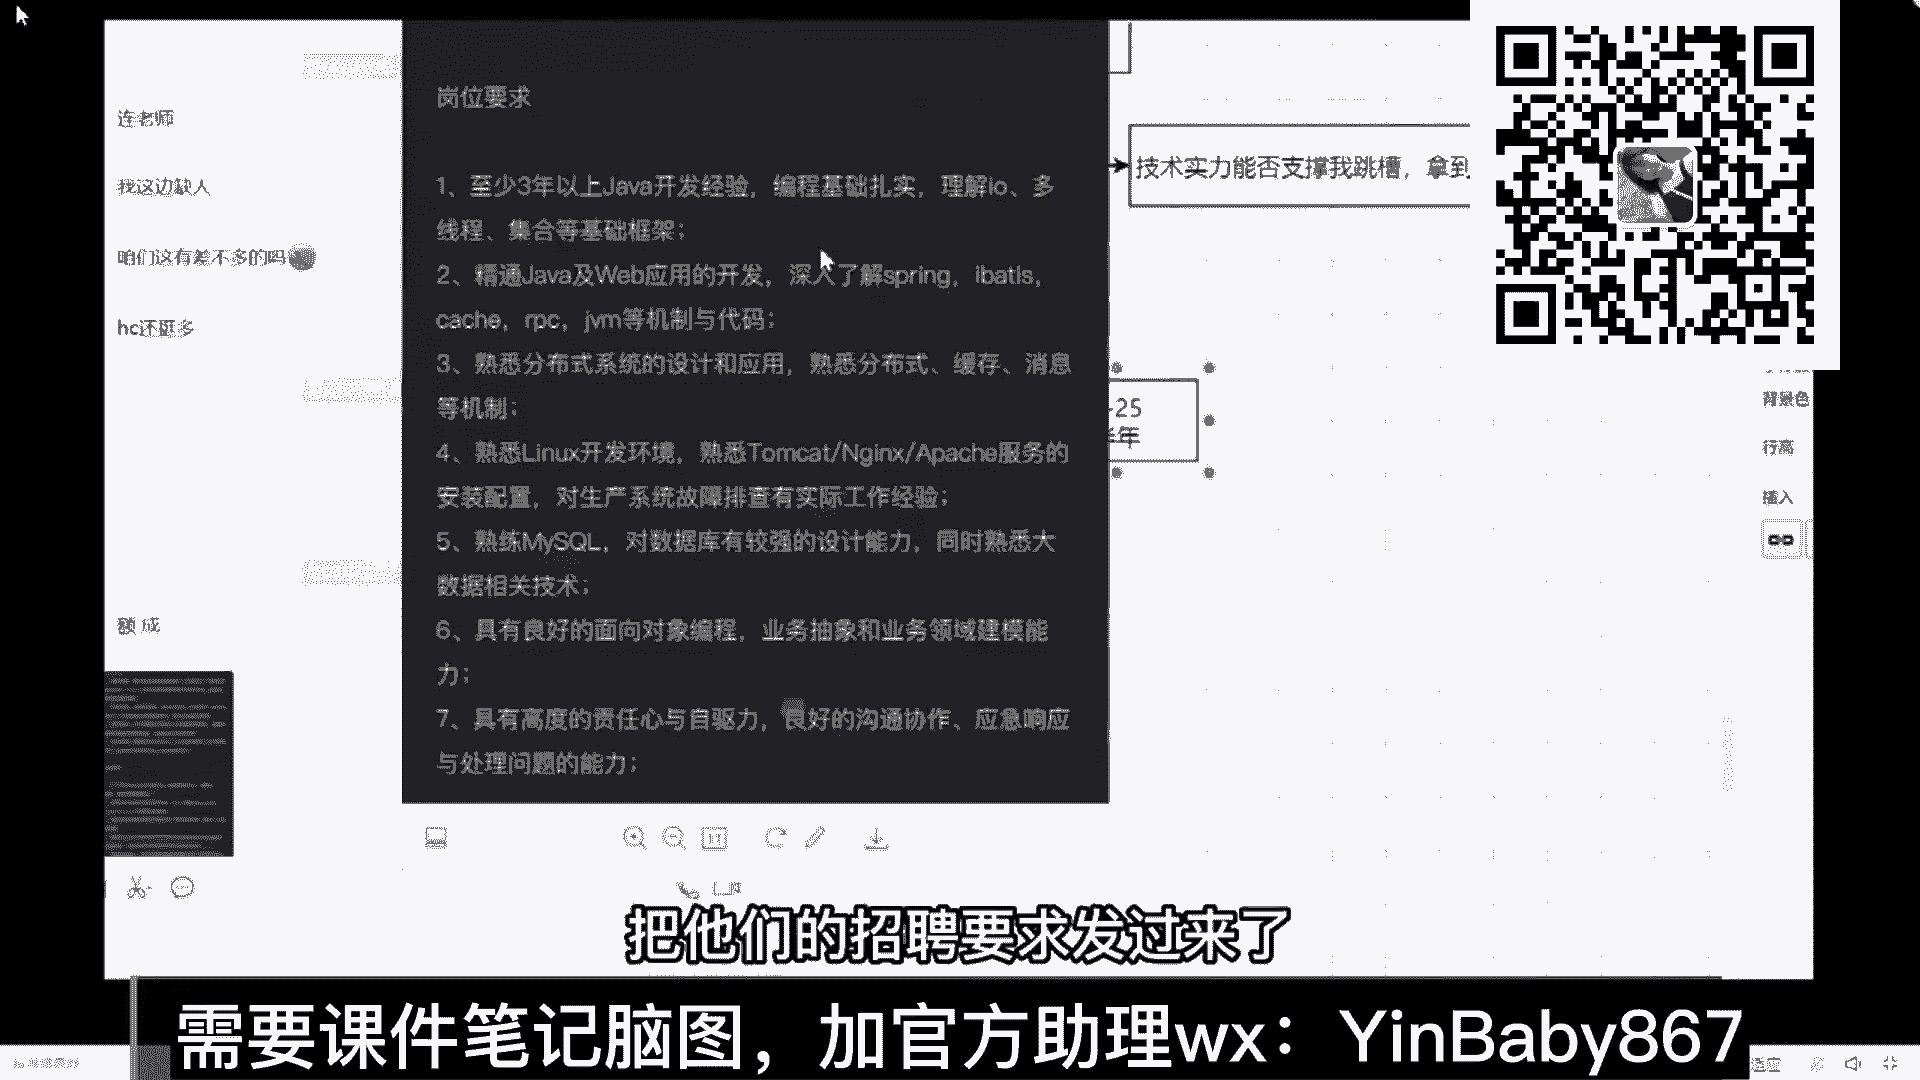 连老师
我这边缺人
咱们这有差不多的吗
hc还挺多
额 成
岗位要求
1、至少3年以上Java开发经验，编程基础扎实，理解io、多
线程、集合等基础框架；
2、精通Java及Web应用的开发，深入了解spring，ibatis，
cache，rpc，jvm等机制与代码；
3、熟悉分布式系统的设计和应用，熟悉分布式、缓存、消息
等机制；
4、熟悉Linux开发环境，熟悉Tomcat/Nginx/Apache服务的
安装配置，对生产系统故障排查有实际工作经验；
5、熟练MySQL，对数据库有较强的设计能力，同时熟悉大
数据相关技术；
6、具有良好的面向对象编程，业务抽象和业务领域建模能
力；
7、具有高度的责任心与自驱力，良好的沟通协作、应急响应
与处理问题的能力；
技术实力能否支撑我跳槽，拿到
-25
半年
背景色
行高
插入
把他们的招聘要求发过来了
需要课件笔记脑图，加官方助理wx：YinBaby867
适应